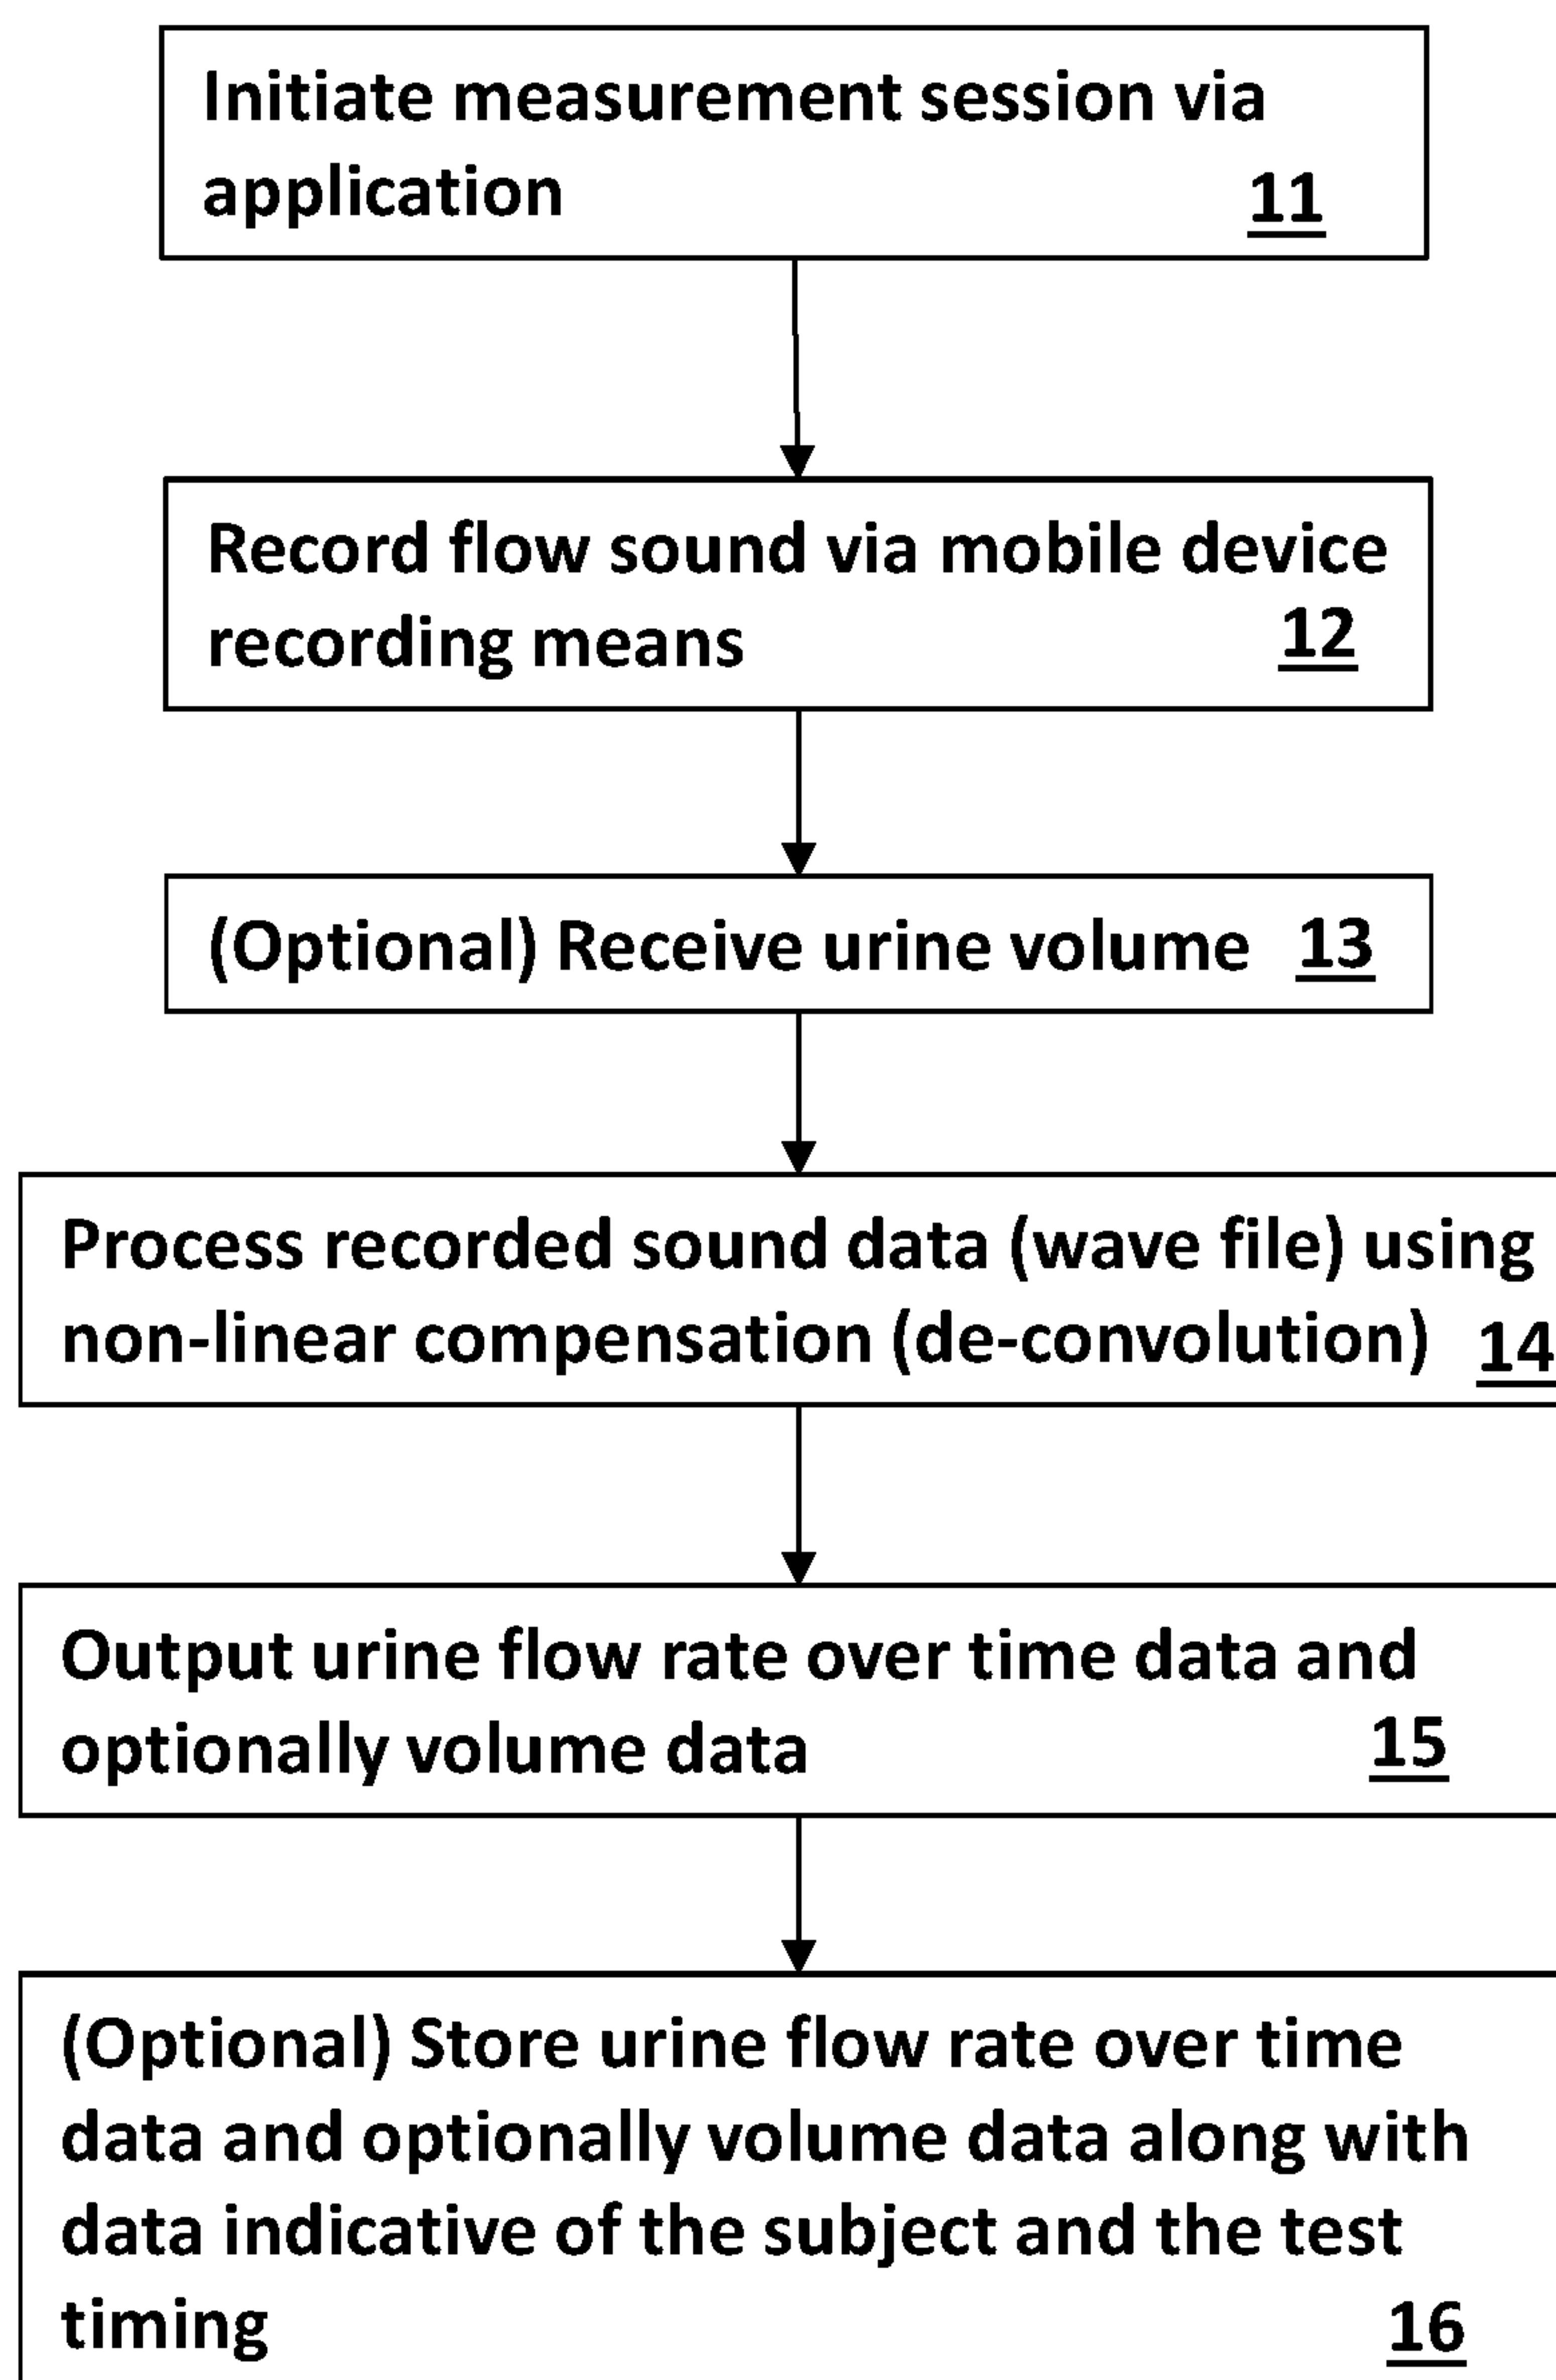 Initiate measurement session via
application 11
Record flow sound via mobile device
recording means 12
(Optional) Receive urine volume 13
Process recorded sound data (wave file) using
non-linear compensation (de-convolution) 14
Output urine flow rate over time data and
optionally volume data 15
(Optional) Store urine flow rate over time
data and optionally volume data along with
data indicative of the subject and the test
timing 16